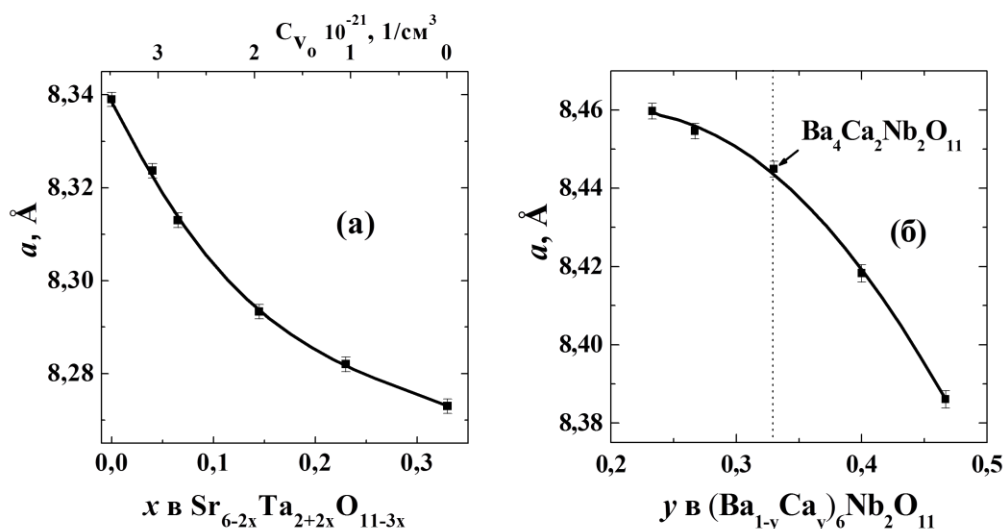 C_{V_o} 10^{-21}, 1/см^3
3 2 1 0
8,34
8,32
8,30
8,28
a, Å
(а)
0,0 0,1 0,2 0,3
x в Sr_{6-2x}Ta_{2+2x}O_{11-3x}
8,46
8,44
8,42
8,40
8,38
a, Å
Ba_4Ca_2Nb_2O_{11}
(б)
0,2 0,3 0,4 0,5
y в (Ba_{1-y}Ca_y)_6Nb_2O_{11}